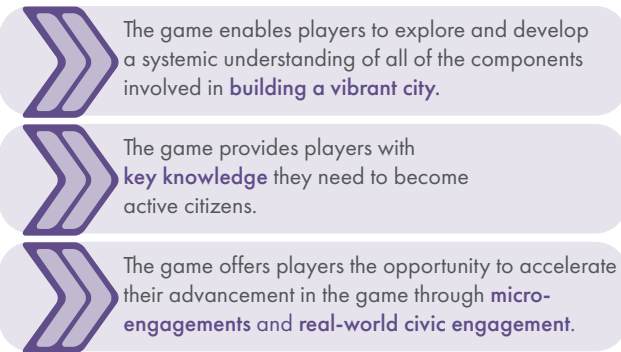 The game enables players to explore and develop
a systemic understanding of all of the components
involved in building a vibrant city.
The game provides players with
key knowledge they need to become
active citizens.
The game offers players the opportunity to accelerate
their advancement in the game through micro-
engagements and real-world civic engagement.